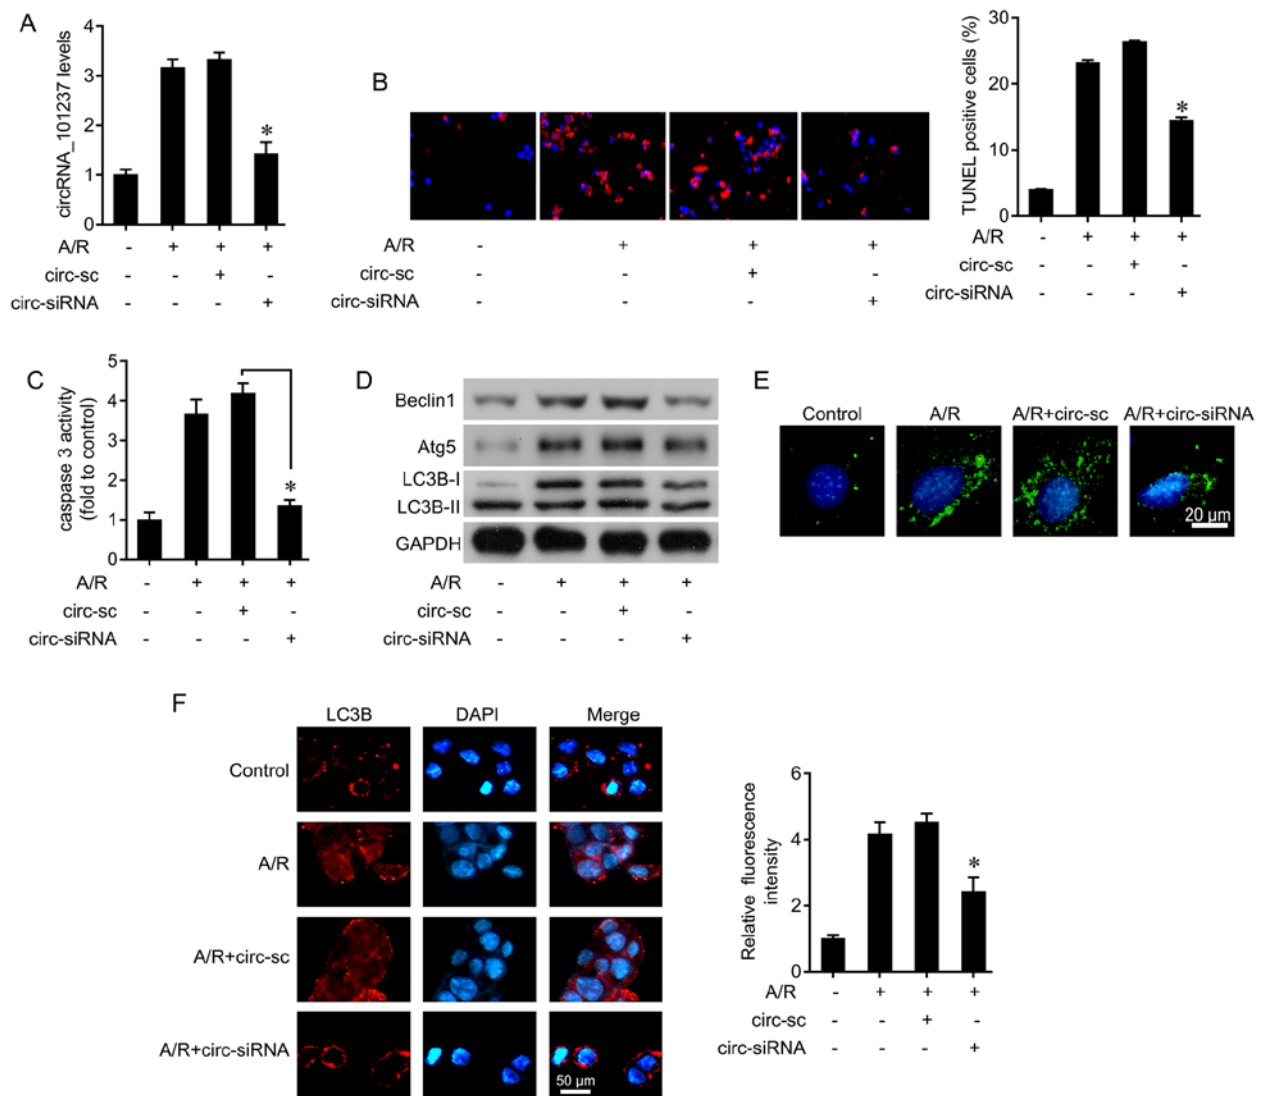 A
circRNA_101237 levels
4
3
2
1
0
*
A/R - + + +
circ-sc - - + -
circ-siRNA - - - +
B
A/R - + + +
circ-sc - - + -
circ-siRNA - - - +
TUNEL positive cells (%)
30
20
10
0
*
A/R - + + +
circ-sc - - + -
circ-siRNA - - - +
C
caspase 3 activity
(fold to control)
5
4
3
2
1
0
*
A/R - + + +
circ-sc - - + -
circ-siRNA - - - +
D
Beclin1
Atg5
LC3B-I
LC3B-II
GAPDH
A/R - + + +
circ-sc - - + -
circ-siRNA - - - +
E
Control A/R A/R+circ-sc A/R+circ-siRNA
20 μm
F
LC3B DAPI Merge
Control
A/R
A/R+circ-sc
A/R+circ-siRNA
50 μm
Relative fluorescence
intensity
6
4
2
0
*
A/R - + + +
circ-sc - - + -
circ-siRNA - - - +